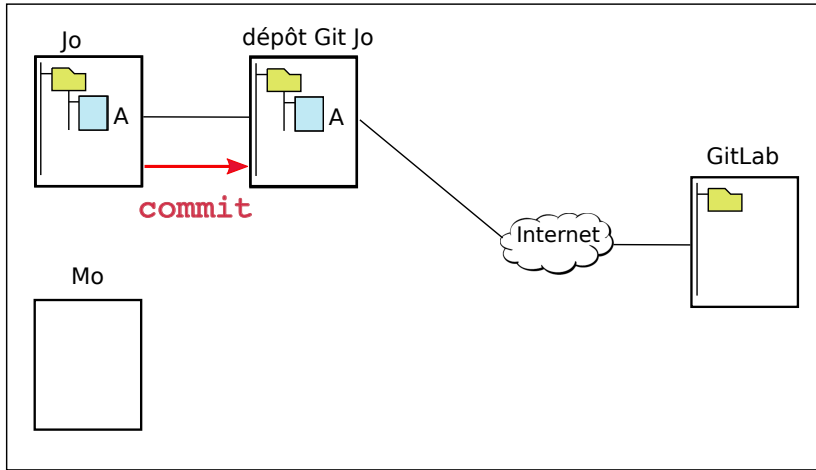 Jo
dépôt Git Jo
A
A
commit
GitLab
Internet
Mo